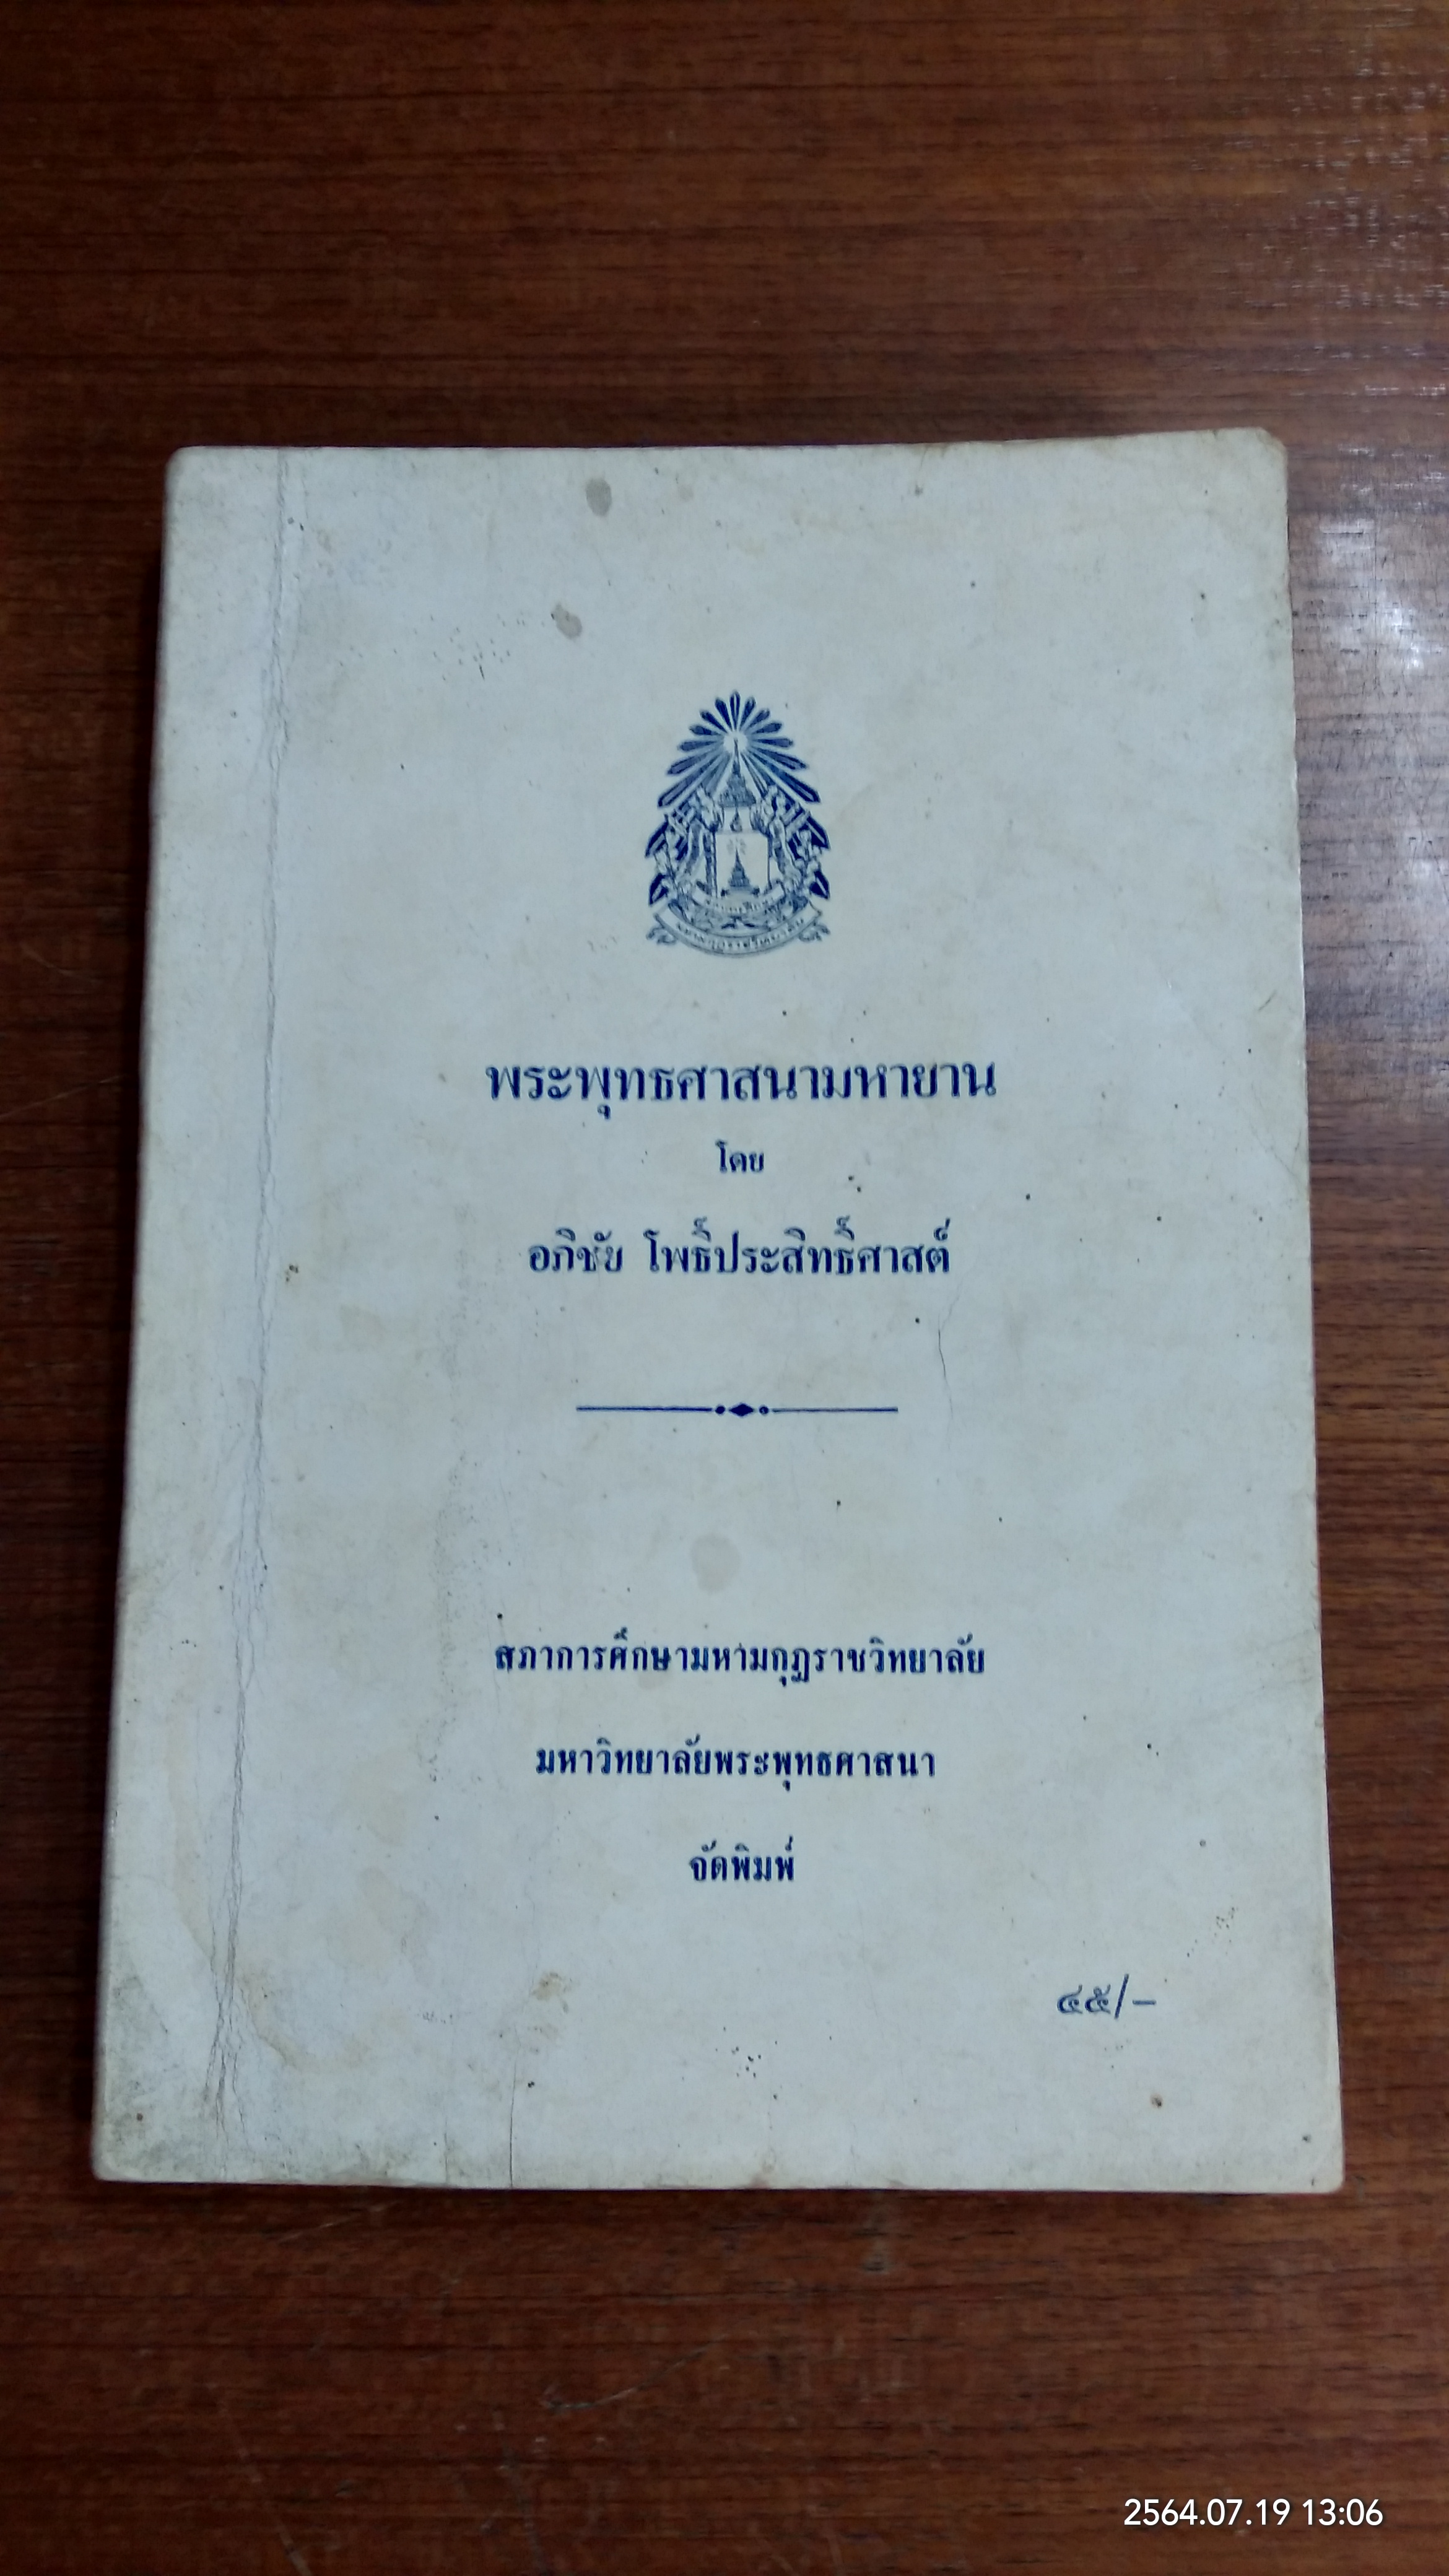 พระพุทธศาสนามหายาน
โดย
อภิชัย โพธิ์ประสิทธิ์ศาสต์
สภาการศึกษามหามกุฏราชวิทยาลัย
มหาวิทยาลัยพระพุทธศาสนา
จัดพิมพ์
๔๕/-
2564.07.19 13:06